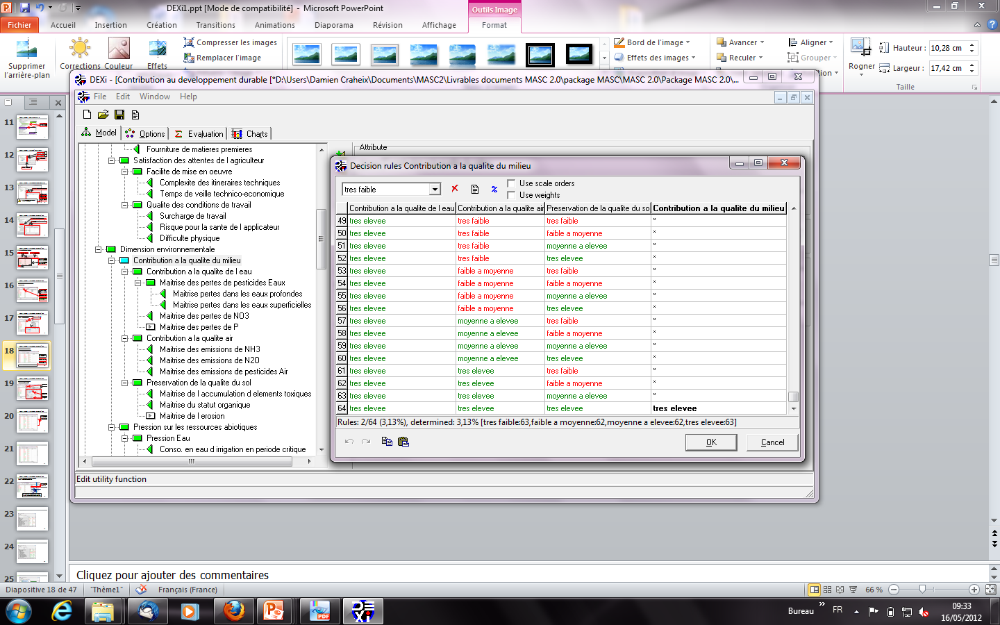 DEXi1.ppt [Mode de compatibilité] - Microsoft PowerPoint
Outils Image
Fichier Accueil Insertion Création Transitions Animations Diaporama Révision Affichage Format
Supprimer l'arrière-plan
Corrections Couleur Effets
Compresser les images
Remplacer l'image
Bord de l'image
Effets des images
Avancer
Reculer
Aligner
Grouper
Rogner
Hauteur : 10,28 cm
Largeur : 17,42 cm
Taille
DEXi - [Contribution au developpement durable [*D:\Users\Damien Craheix\Documents\MASC2\Livrables documents MASC 2.0\package MASC\MASC 2.0\Package MASC 2.0\...
File Edit Window Help
Model Options Evaluation Charts
Fourniture de matieres premieres
Satisfaction des attentes de l agriculteur
Facilite de mise en oeuvre
Complexite des itineraires techniques
Temps de veille technico-economique
Qualite des conditions de travail
Surcharge de travail
Risque pour la sante de l applicateur
Difficulte physique
Dimension environnementale
Contribution a la qualite du milieu
Contribution a la qualite de l eau
Maitrise des pertes de pesticides Eaux
Maitrise pertes dans les eaux profondes
Maitrise pertes dans les eaux superficielles
Maitrise des pertes de NO3
Maitrise des pertes de P
Contribution a la qualite air
Maitrise des emissions de NH3
Maitrise des emissions de N2O
Maitrise des emissions de pesticides Air
Preservation de la qualite du sol
Maitrise de l accumulation d elements toxiques
Maitrise du statut organique
Maitrise de l erosion
Pression sur les ressources abiotiques
Pression Eau
Conso. en eau d irrigation en periode critique
Attribute
Decision rules Contribution a la qualite du milieu
tres faible
%
Use scale orders
Use weights
Contribution a la qualite de l eau Contribution a la qualite air Preservation de la qualite du so Contribution a la qualite du milieu
49 tres elevee tres faible tres faible *
50 tres elevee tres faible faible a moyenne *
51 tres elevee tres faible moyenne a elevee *
52 tres elevee tres faible tres elevee *
53 tres elevee faible a moyenne tres faible *
54 tres elevee faible a moyenne faible a moyenne *
55 tres elevee faible a moyenne moyenne a elevee *
56 tres elevee faible a moyenne tres elevee *
57 tres elevee moyenne a elevee tres faible *
58 tres elevee moyenne a elevee faible a moyenne *
59 tres elevee moyenne a elevee moyenne a elevee *
60 tres elevee moyenne a elevee tres elevee *
61 tres elevee tres elevee tres faible *
62 tres elevee tres elevee faible a moyenne *
63 tres elevee tres elevee moyenne a elevee *
64 tres elevee tres elevee tres elevee tres elevee
Rules: 2/64 (3,13%), determined: 3,13% [tres faible:63,faible a moyenne:62,moyenne a elevee:62,tres elevee:63]
OK Cancel
Edit utility function
11
12
13
14
15
16
17
18
19
20
21
22
23
24
25
Cliquez pour ajouter des commentaires
Diapositive 18 de 47 "Thème1" Français (France) 66 %
Bureau FR 09:33
16/05/2012
PDF